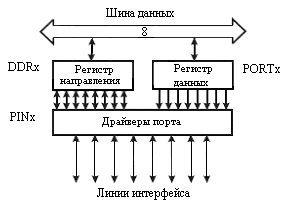 Шина данных
8
DDRx
Регистр
направления
Регистр
данных
PORTx
PINx
Драйверы порта
Линии интерфейса